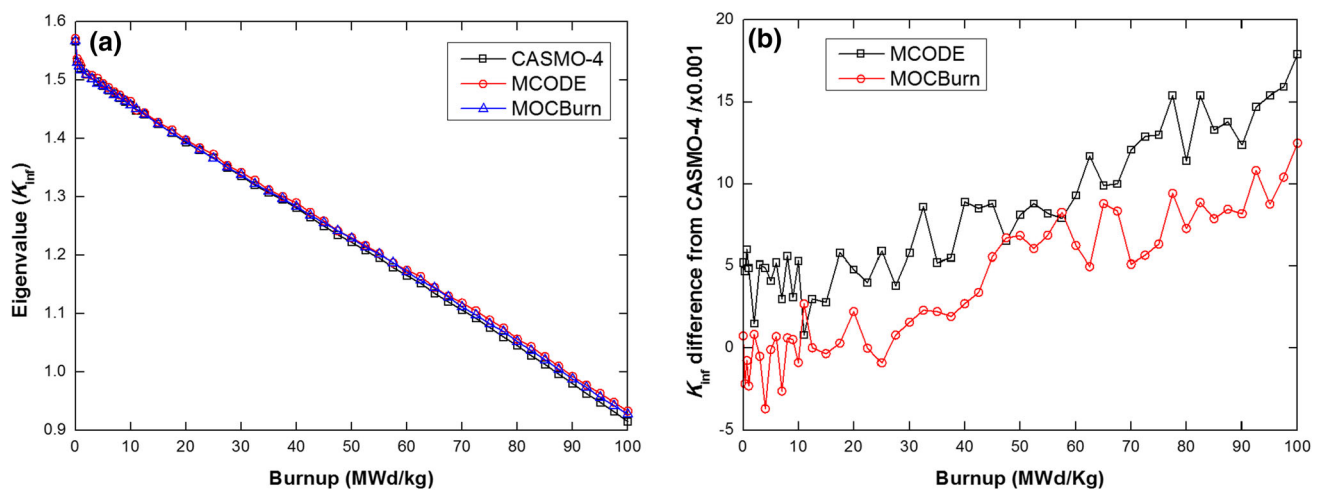 (a)
CASMO-4
MCODE
MOCBurn
Eigenvalue (K_Inf)
1.6
1.5
1.4
1.3
1.2
1.1
1.0
0.9
0 10 20 30 40 50 60 70 80 90 100
Burnup (MWd/kg)
(b)
MCODE
MOCBurn
K_Inf difference from CASMO-4 /x0.001
20
15
10
5
0
-5
0 10 20 30 40 50 60 70 80 90 100
Burnup (MWd/Kg)